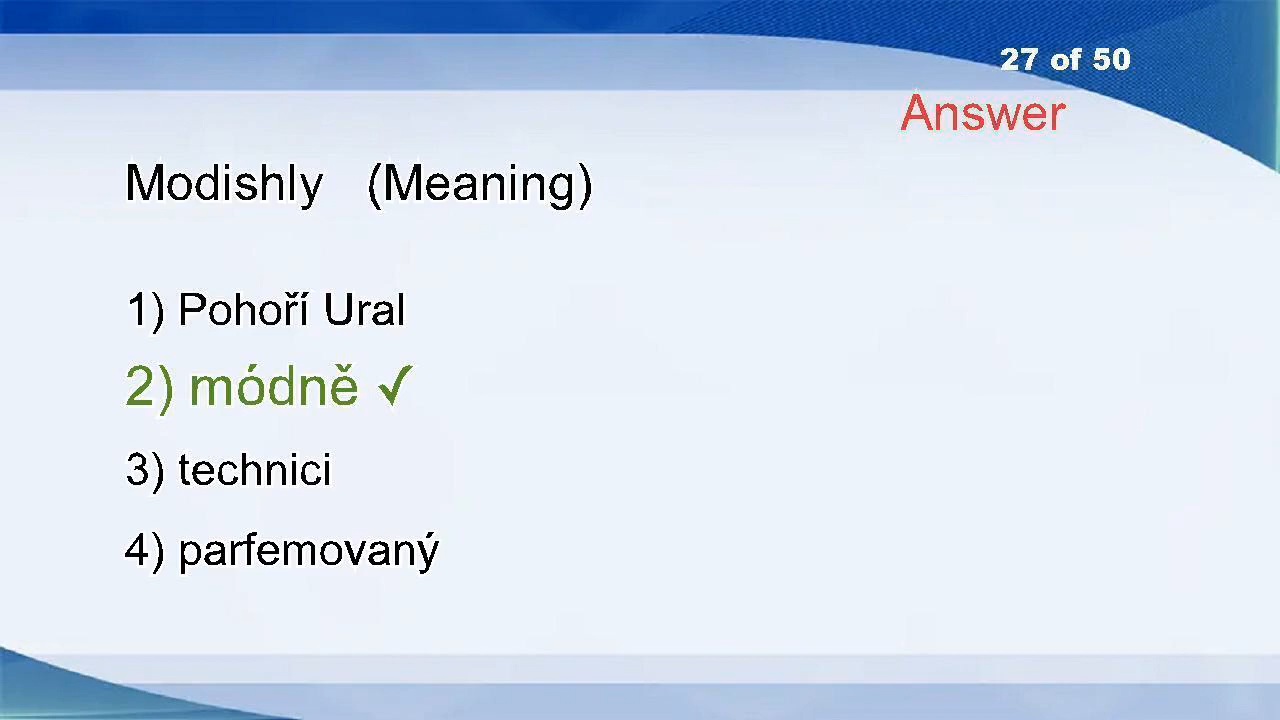 27 of 50
Answer
Modishly (Meaning)
1) Pohoří Ural
2) módně ✓
3) technici
4) parfemovaný